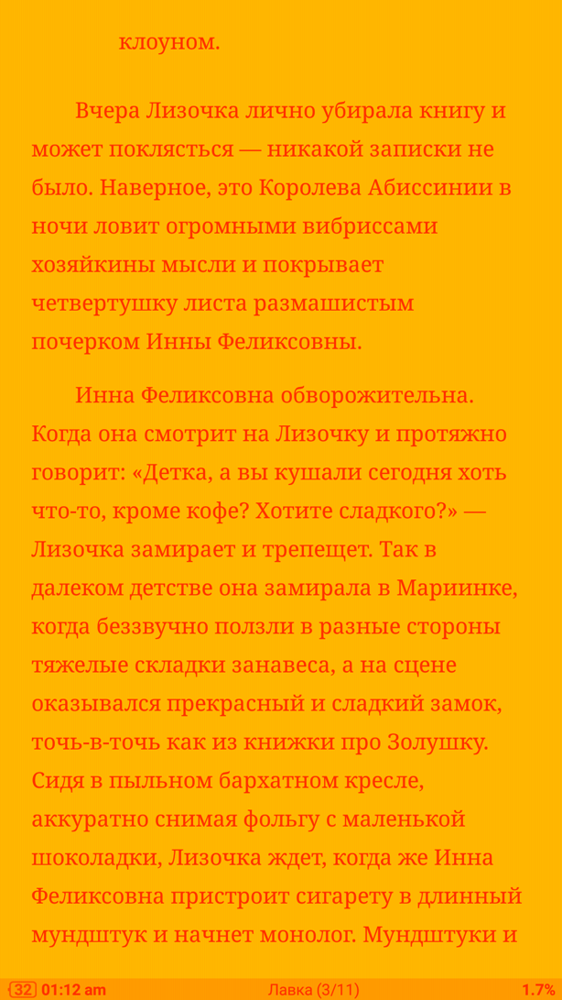 клоуном.
Вчера Лизочка лично убирала книгу и
может поклясться — никакой записки не
было. Наверное, это Королева Абиссинии в
ночи ловит огромными вибриссами
хозяйкины мысли и покрывает
четвертушку листа размашистым
почерком Инны Феликсовны.
Инна Феликсовна обворожительна.
Когда она смотрит на Лизочку и протяжно
говорит: «Детка, а вы кушали сегодня хоть
что-то, кроме кофе? Хотите сладкого?» —
Лизочка замирает и трепещет. Так в
далеком детстве она замирала в Мариинке,
когда беззвучно ползли в разные стороны
тяжелые складки занавеса, а на сцене
оказывался прекрасный и сладкий замок,
точь-в-точь как из книжки про Золушку.
Сидя в пыльном бархатном кресле,
аккуратно снимая фольгу с маленькой
шоколадки, Лизочка ждет, когда же Инна
Феликсовна пристроит сигарету в длинный
мундштук и начнет монолог. Мундштуки и
32 01:12 am Лавка (3/11) 1.7%